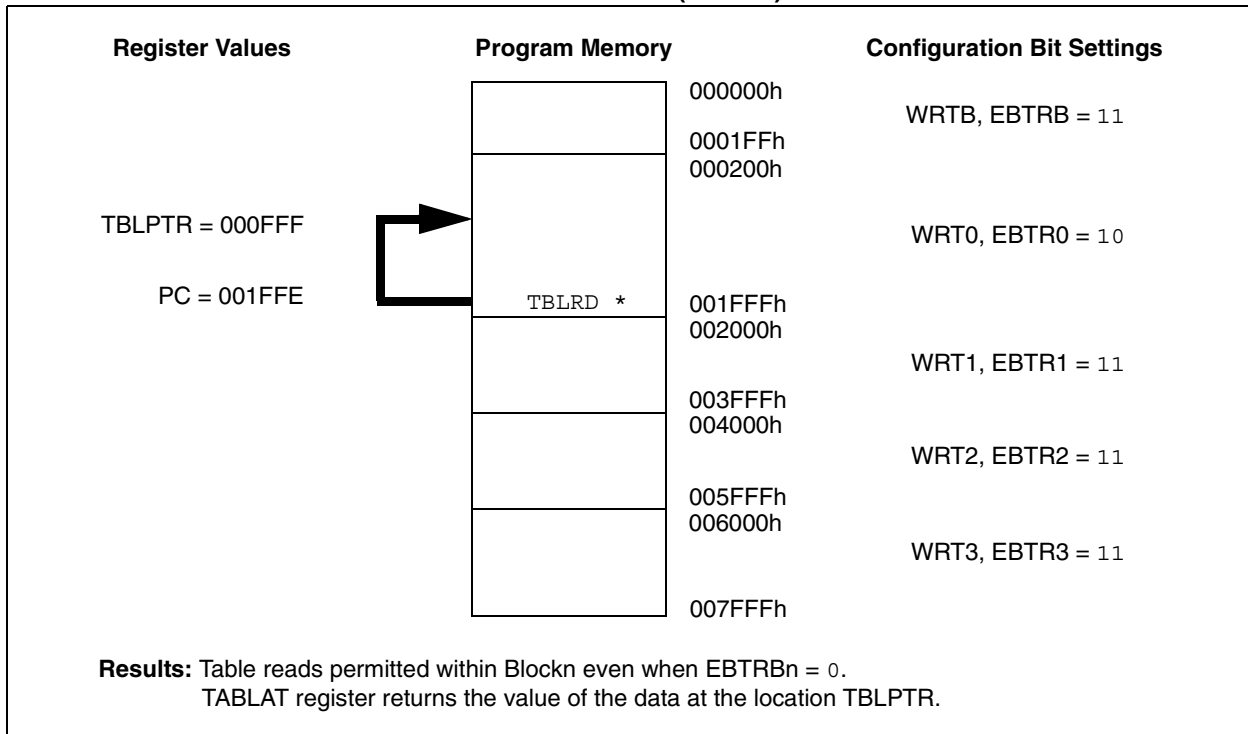 Register Values Program Memory Configuration Bit Settings
000000h
WRTB, EBTRB = 11
0001FFh
000200h
TBLPTR = 000FFF
WRT0, EBTR0 = 10
PC = 001FFE
TBLRD *
001FFFh
002000h
WRT1, EBTR1 = 11
003FFFh
004000h
WRT2, EBTR2 = 11
005FFFh
006000h
WRT3, EBTR3 = 11
007FFFh
Results: Table reads permitted within Blockn even when EBTRBn = 0.
TABLAT register returns the value of the data at the location TBLPTR.